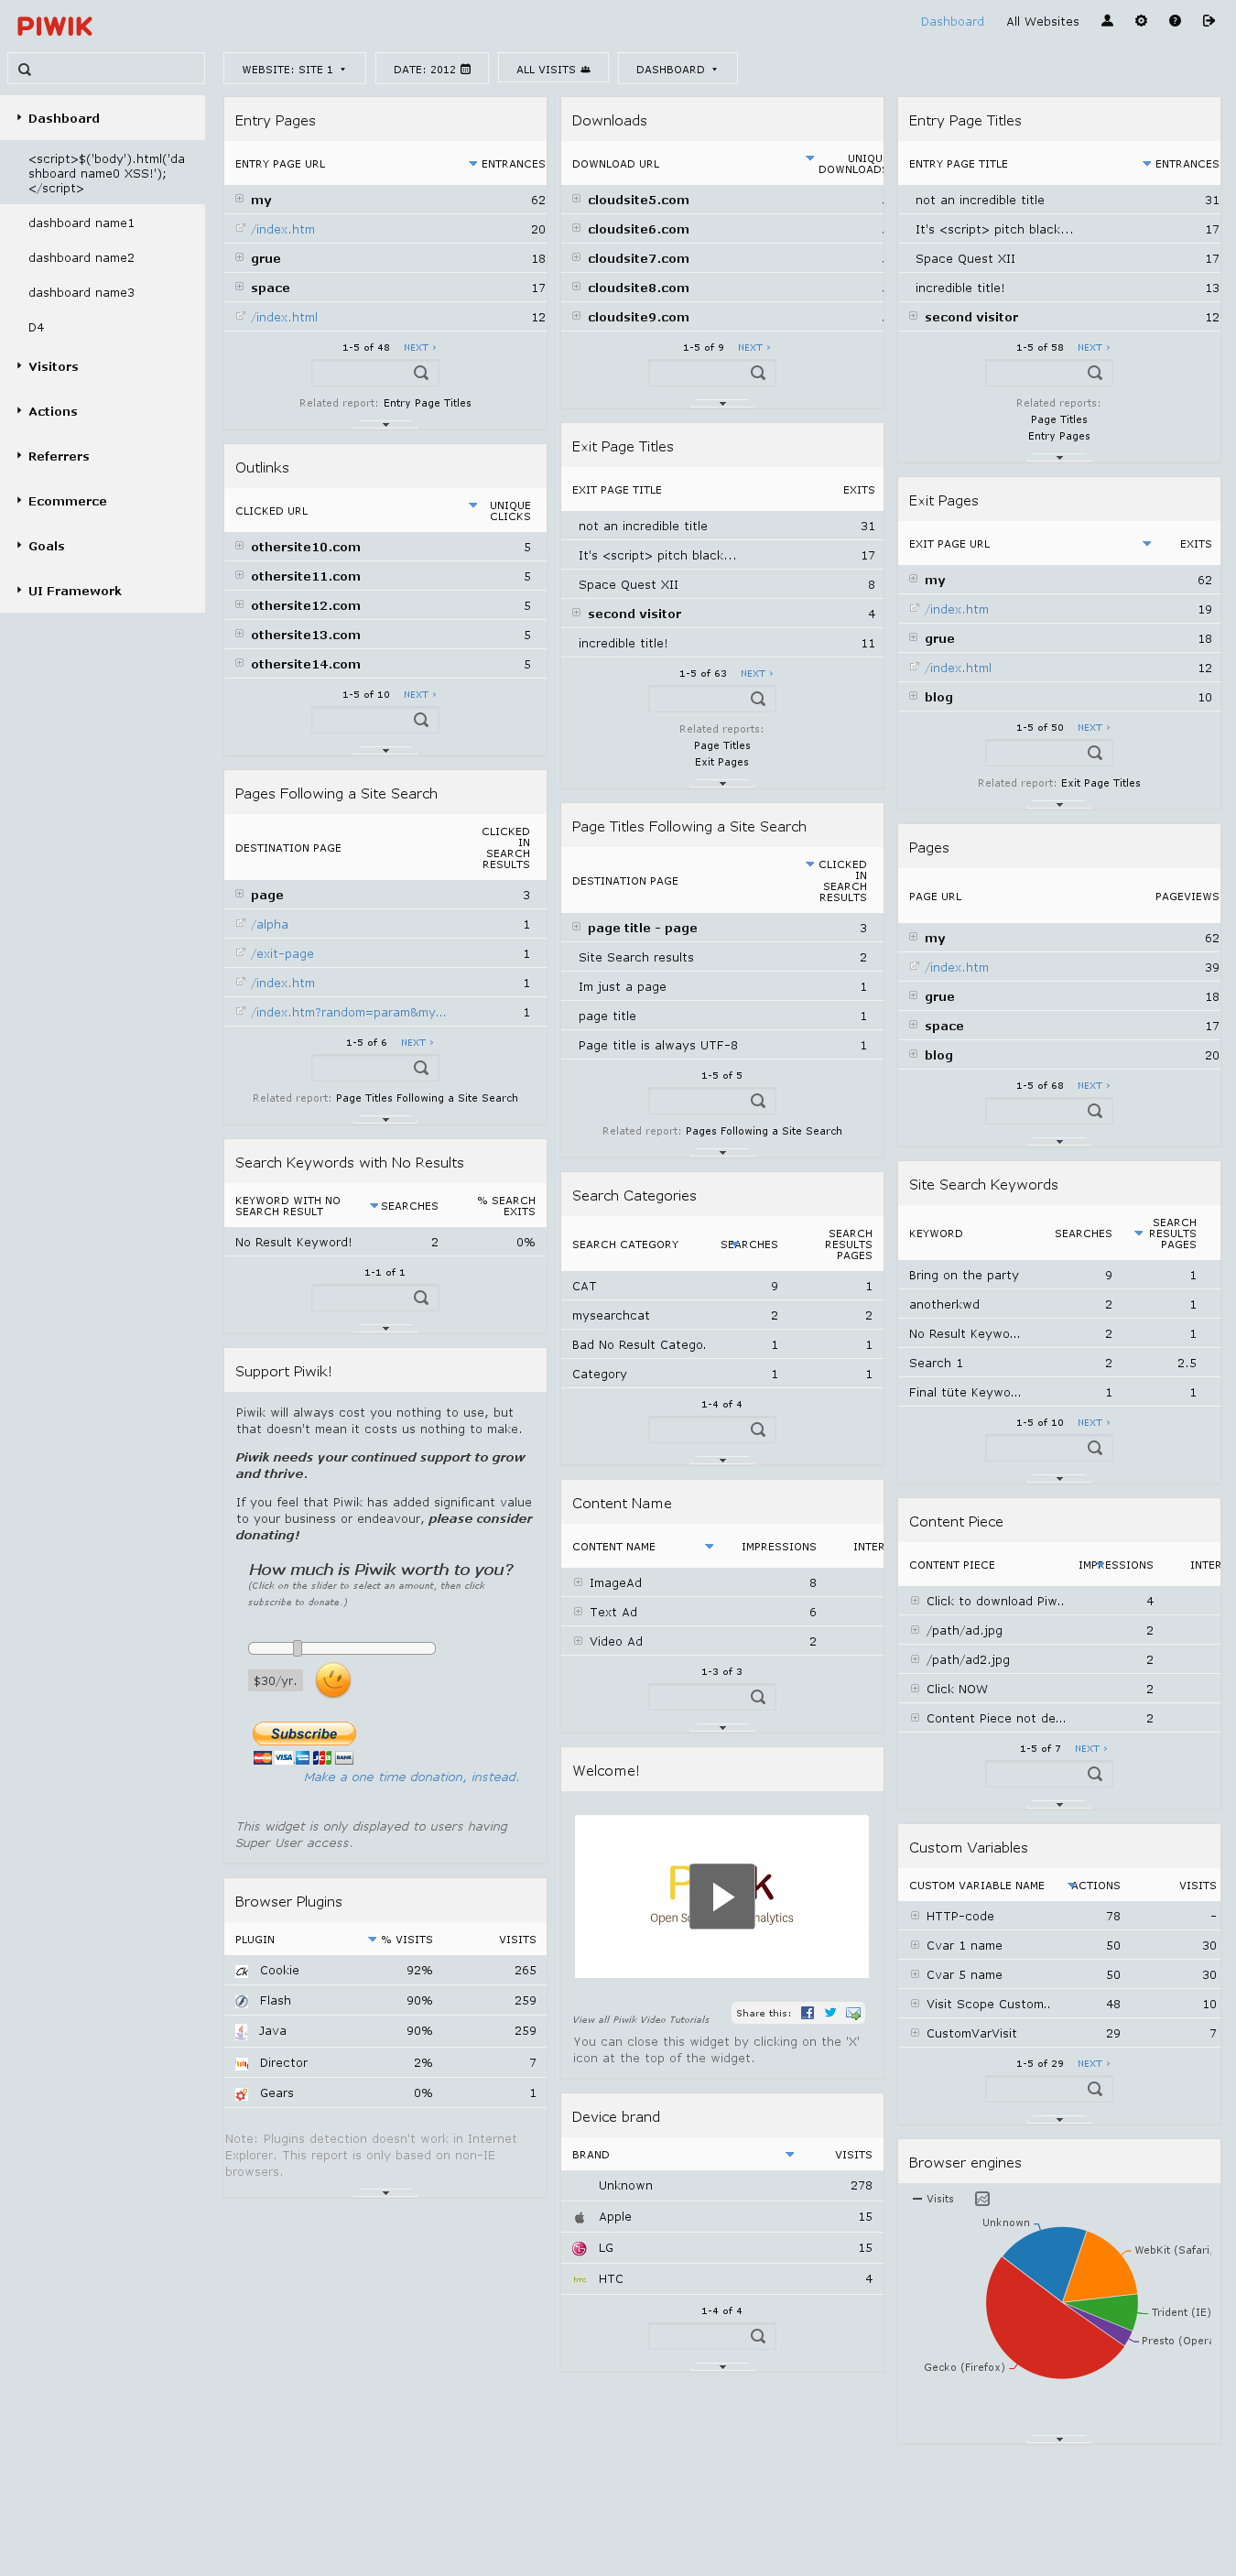 PIWIK
Dashboard All Websites
WEBSITE: SITE 1 DATE: 2012 ALL VISITS DASHBOARD
Dashboard
<script>$('body').html('da
shboard name0 XSS!');
</script>
dashboard name1
dashboard name2
dashboard name3
D4
Visitors
Actions
Referrers
Ecommerce
Goals
UI Framework
Entry Pages
ENTRY PAGE URL ENTRANCES
my 62
/index.htm 20
grue 18
space 17
/index.html 12
1-5 of 48 NEXT ›
Related report: Entry Page Titles
Outlinks
CLICKED URL UNIQUE
CLICKS
othersite10.com 5
othersite11.com 5
othersite12.com 5
othersite13.com 5
othersite14.com 5
1-5 of 10 NEXT ›
Pages Following a Site Search
DESTINATION PAGE CLICKED
IN
SEARCH
RESULTS
page 3
/alpha 1
/exit-page 1
/index.htm 1
/index.htm?random=param&my... 1
1-5 of 6 NEXT ›
Related report: Page Titles Following a Site Search
Search Keywords with No Results
KEYWORD WITH NO
SEARCH RESULT SEARCHES % SEARCH
EXITS
No Result Keyword! 2 0%
1-1 of 1
Support Piwik!
Piwik will always cost you nothing to use, but
that doesn't mean it costs us nothing to make.
Piwik needs your continued support to grow
and thrive.
If you feel that Piwik has added significant value
to your business or endeavour, please consider
donating!
How much is Piwik worth to you?
(Click on the slider to select an amount, then click
subscribe to donate.)
$30/yr.
Subscribe
VISA JCB BANK
Make a one time donation, instead.
This widget is only displayed to users having
Super User access.
Browser Plugins
PLUGIN % VISITS VISITS
Cookie 92% 265
Flash 90% 259
Java 90% 259
Director 2% 7
Gears 0% 1
Note: Plugins detection doesn't work in Internet
Explorer. This report is only based on non-IE
browsers.
Downloads
DOWNLOAD URL UNIQU
DOWNLOADS
cloudsite5.com
cloudsite6.com
cloudsite7.com
cloudsite8.com
cloudsite9.com
1-5 of 9 NEXT ›
Exit Page Titles
EXIT PAGE TITLE EXITS
not an incredible title 31
It's <script> pitch black... 17
Space Quest XII 8
second visitor 4
incredible title! 11
1-5 of 63 NEXT ›
Related reports:
Page Titles
Exit Pages
Page Titles Following a Site Search
DESTINATION PAGE CLICKED
IN
SEARCH
RESULTS
page title - page 3
Site Search results 2
Im just a page 1
page title 1
Page title is always UTF-8 1
1-5 of 5
Related report: Pages Following a Site Search
Search Categories
SEARCH CATEGORY SEARCHES SEARCH
RESULTS
PAGES
CAT 9 1
mysearchcat 2 2
Bad No Result Catego. 1 1
Category 1 1
1-4 of 4
Content Name
CONTENT NAME IMPRESSIONS INTER
ImageAd 8
Text Ad 6
Video Ad 2
1-3 of 3
Welcome!
P k
Open So nalytics
View all Piwik Video Tutorials Share this:
You can close this widget by clicking on the 'X'
icon at the top of the widget.
Device brand
BRAND VISITS
Unknown 278
Apple 15
LG 15
hTC HTC 4
1-4 of 4
Entry Page Titles
ENTRY PAGE TITLE ENTRANCES
not an incredible title 31
It's <script> pitch black... 17
Space Quest XII 17
incredible title! 13
second visitor 12
1-5 of 58 NEXT ›
Related reports:
Page Titles
Entry Pages
Exit Pages
EXIT PAGE URL EXITS
my 62
/index.htm 19
grue 18
/index.html 12
blog 10
1-5 of 50 NEXT ›
Related report: Exit Page Titles
Pages
PAGE URL PAGEVIEWS
my 62
/index.htm 39
grue 18
space 17
blog 20
1-5 of 68 NEXT ›
Site Search Keywords
KEYWORD SEARCHES SEARCH
RESULTS
PAGES
Bring on the party 9 1
anotherkwd 2 1
No Result Keywo... 2 1
Search 1 2 2.5
Final tüte Keywo... 1 1
1-5 of 10 NEXT ›
Content Piece
CONTENT PIECE IMPRESSIONS INTER
Click to download Piw.. 4
/path/ad.jpg 2
/path/ad2.jpg 2
Click NOW 2
Content Piece not de... 2
1-5 of 7 NEXT ›
Custom Variables
CUSTOM VARIABLE NAME ACTIONS VISITS
HTTP-code 78 -
Cvar 1 name 50 30
Cvar 5 name 50 30
Visit Scope Custom.. 48 10
CustomVarVisit 29 7
1-5 of 29 NEXT ›
Browser engines
Visits
Unknown
WebKit (Safari,
Trident (IE)
Presto (Opera
Gecko (Firefox)